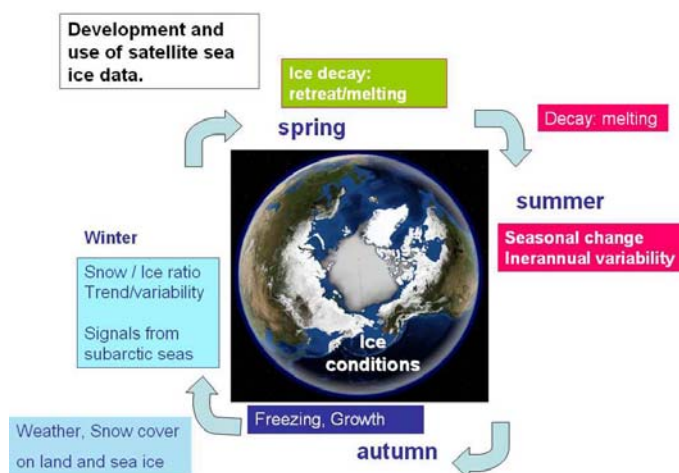 Development and
use of satellite sea
ice data.
Ice decay:
retreat/melting
spring
Decay: melting
summer
Seasonal change
Inerannual variability
Winter
Snow / Ice ratio
Trend/variability
Signals from
subarctic seas
Ice
conditions
Freezing, Growth
autumn
Weather, Snow cover
on land and sea ice